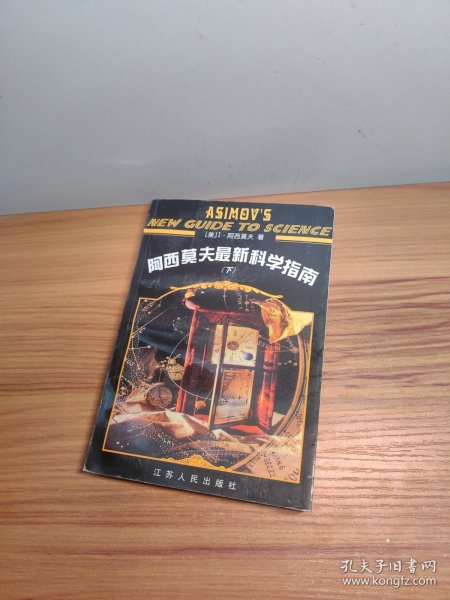 ASIMOV'S
NEW GUIDE TO SCIENCE
[美]I·阿西莫夫 著
阿西莫夫最新科学指南
(下)
江苏人民出版社
孔夫子旧书网
www.kongfz.com